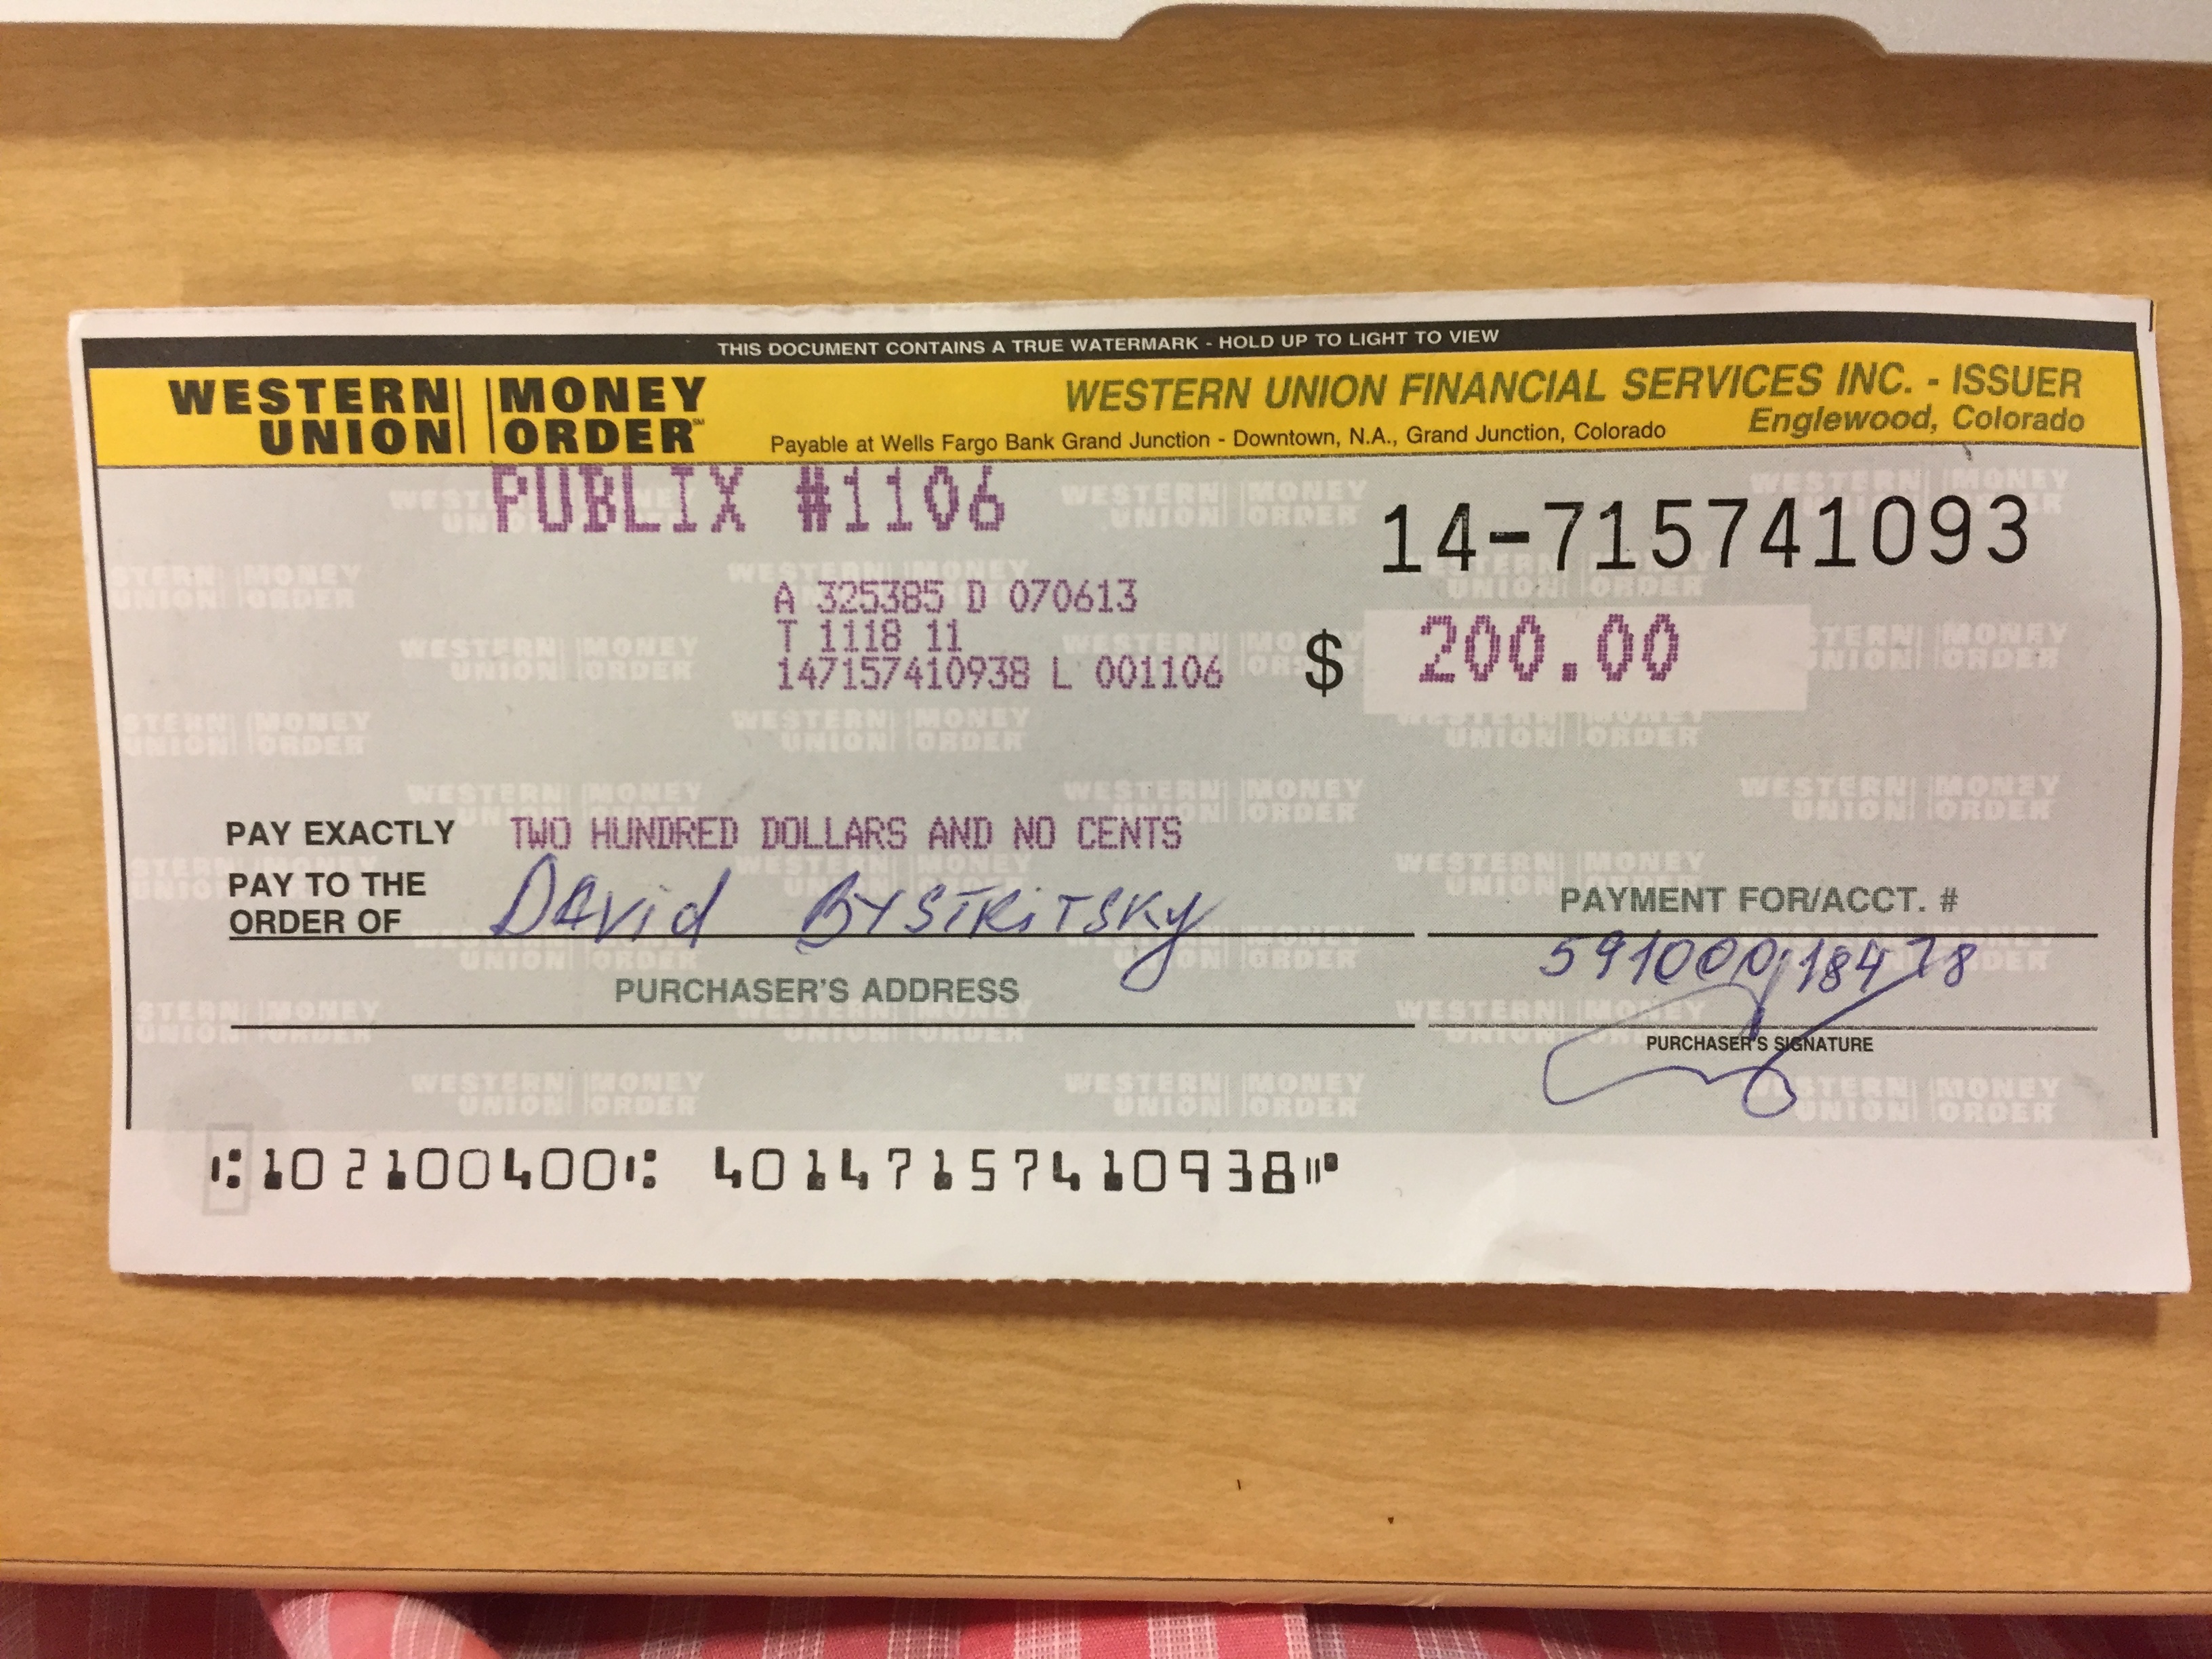 THIS DOCUMENT CONTAINS A TRUE WATERMARK - HOLD UP TO LIGHT TO VIEW
WESTERN UNION MONEY ORDER℠
WESTERN UNION FINANCIAL SERVICES INC. - ISSUER
Englewood, Colorado
Payable at Wells Fargo Bank Grand Junction - Downtown, N.A., Grand Junction, Colorado
PUBLIX #1106
14-715741093
A 325385 D 070613
T 1118 11
147157410938 L 001106
$ 200.00
PAY EXACTLY TWO HUNDRED DOLLARS AND NO CENTS
PAY TO THE ORDER OF David BYSTRiTSKy
PAYMENT FOR/ACCT. #
591000118478
PURCHASER'S ADDRESS
PURCHASER'S SIGNATURE
⑆102100400⑆ 40147157410938⑈